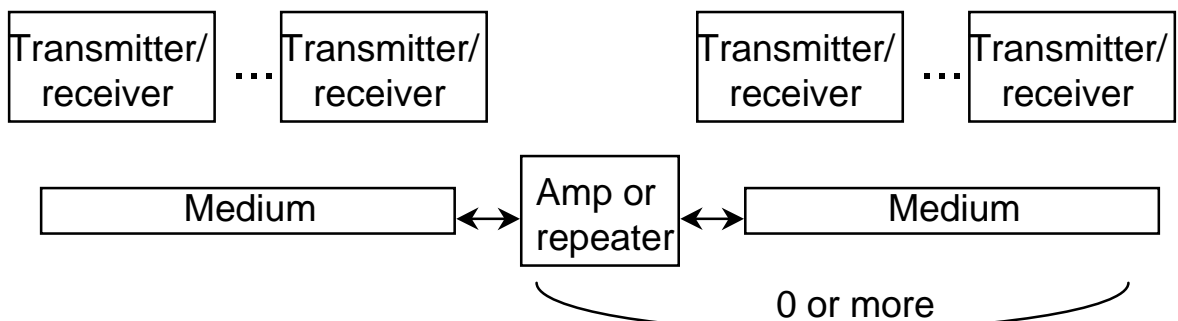 Transmitter/
receiver
...
Transmitter/
receiver
Transmitter/
receiver
...
Transmitter/
receiver
Medium
Amp or
repeater
Medium
0 or more